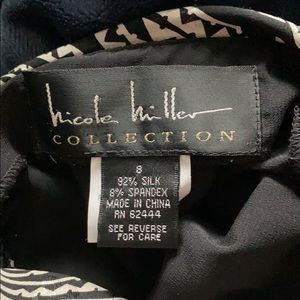 nicole miller
COLLECTION
8
92% SILK
8% SPANDEX
MADE IN CHINA
RN 62444
SEE REVERSE
FOR CARE